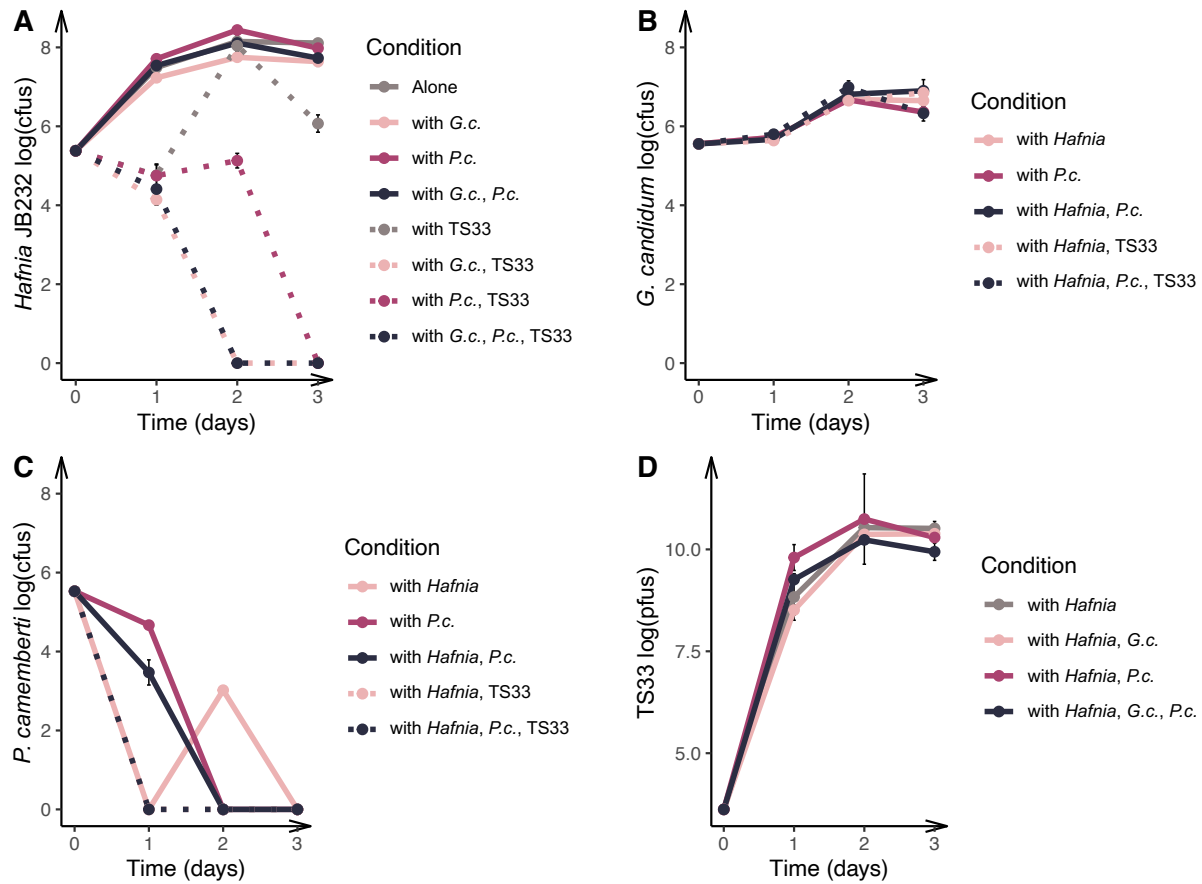 A
Hafnia JB232 log(cfus)
8
6
4
2
0
0 1 2 3
Time (days)
Condition
Alone
with G.c.
with P.c.
with G.c., P.c.
with TS33
with G.c., TS33
with P.c., TS33
with G.c., P.c., TS33
B
G. candidum log(cfus)
8
6
4
2
0
0 1 2 3
Time (days)
Condition
with Hafnia
with P.c.
with Hafnia, P.c.
with Hafnia, TS33
with Hafnia, P.c., TS33
C
P. camemberti log(cfus)
8
6
4
2
0
0 1 2 3
Time (days)
Condition
with Hafnia
with P.c.
with Hafnia, P.c.
with Hafnia, TS33
with Hafnia, P.c., TS33
D
TS33 log(pfus)
10.0
7.5
5.0
0 1 2 3
Time (days)
Condition
with Hafnia
with Hafnia, G.c.
with Hafnia, P.c.
with Hafnia, G.c., P.c.